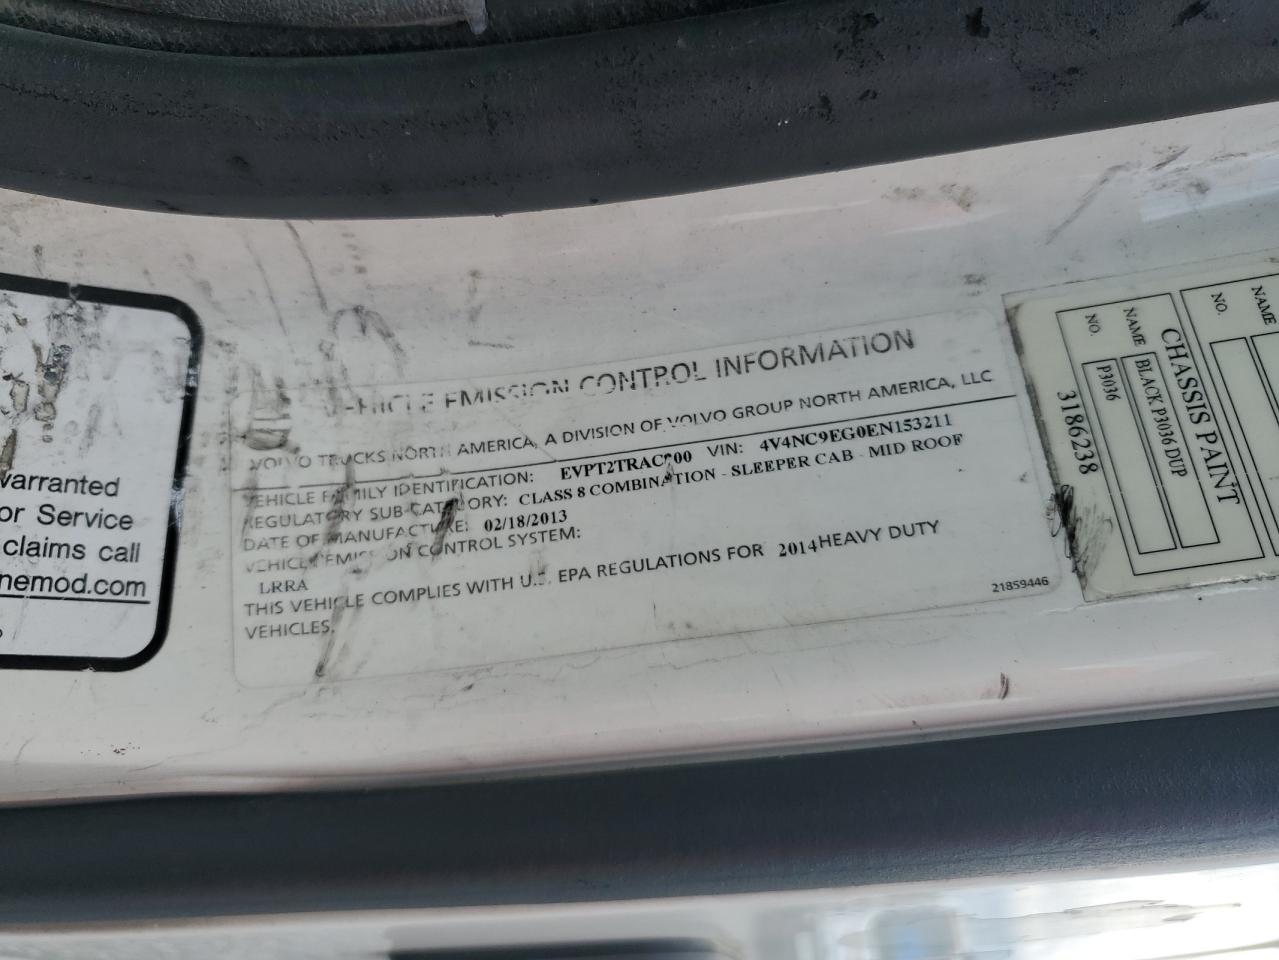 warranted
or Service
claims call
nemod.com
VEHICLE EMISSION CONTROL INFORMATION
VOLVO TRUCKS NORTH AMERICA, A DIVISION OF VOLVO GROUP NORTH AMERICA, LLC
VEHICLE FAMILY IDENTIFICATION: VIN: 4V4NC9EG0EN153211
REGULATORY SUB-CATEGORY: CLASS 8 COMBINATION - SLEEPER CAB - MID ROOF
DATE OF MANUFACTURE: 02/18/2013
VEHICLE EMISSION CONTROL SYSTEM:
LRRA
THIS VEHICLE COMPLIES WITH U.S. EPA REGULATIONS FOR 2014 HEAVY DUTY
VEHICLES.
21859446
CHASSIS PAINT
NAME BLACK P3036 DUP
NO. P3036
3186238
NAME
NO.